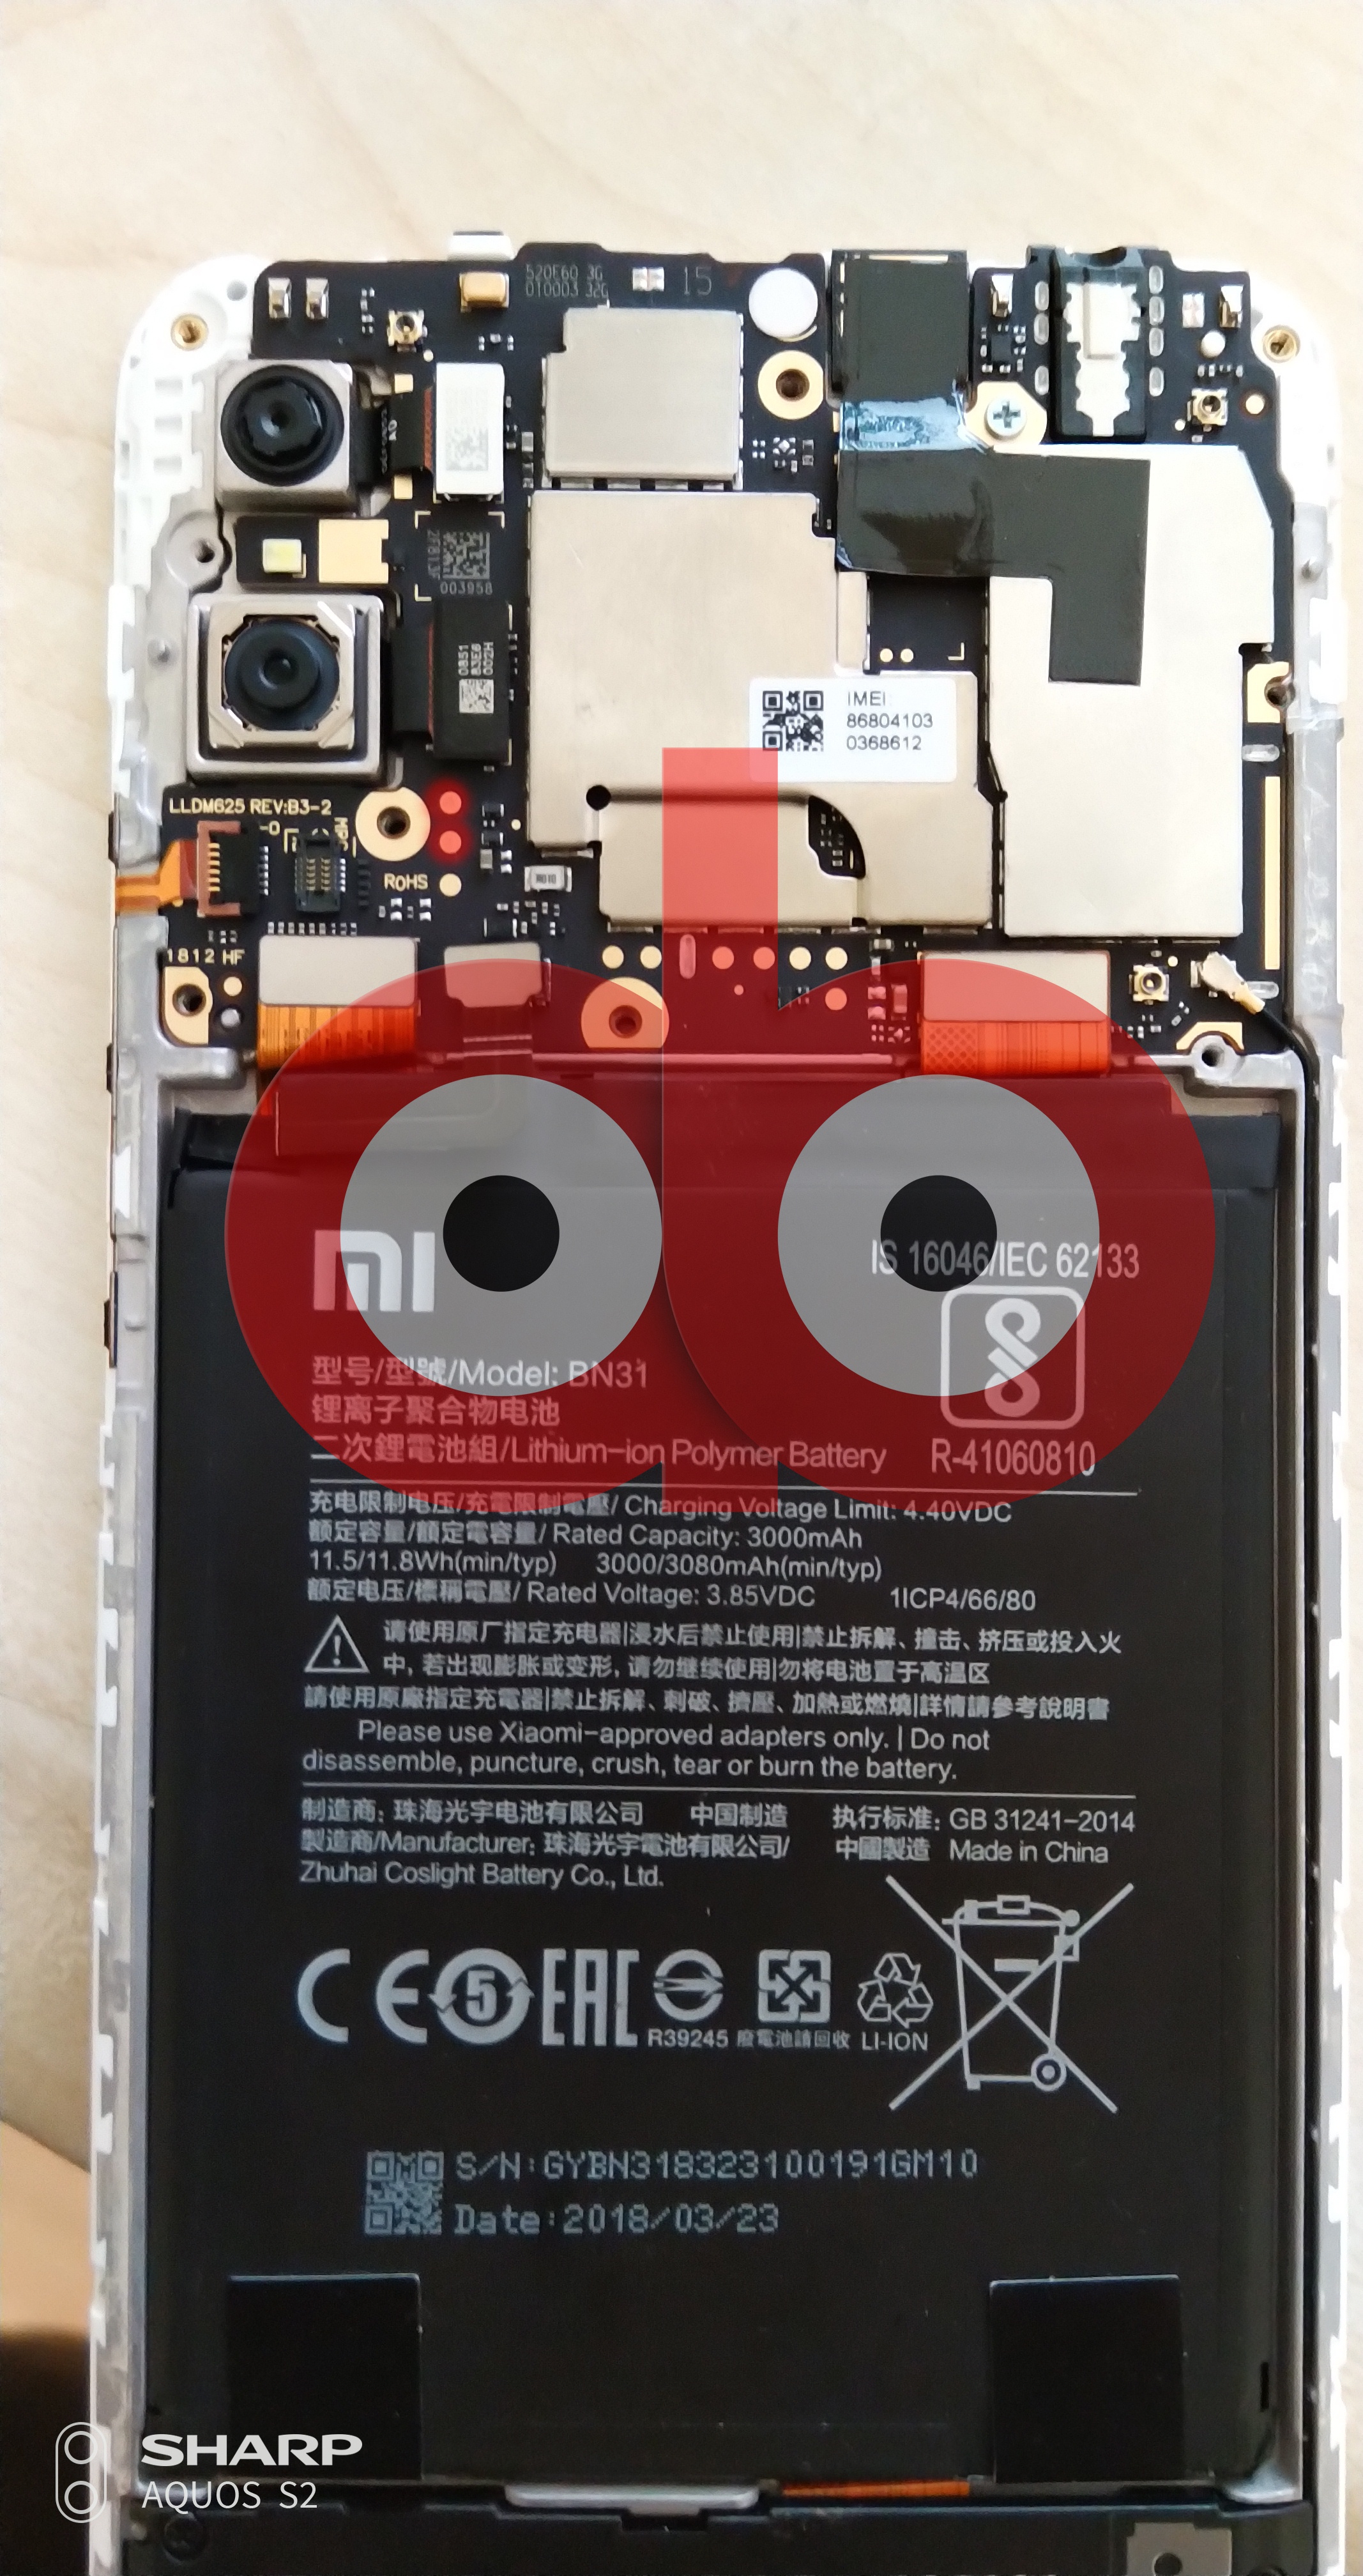 520E60 3G
010003 32G
15
003958
0851
83E6
002H
IMEI:
86804103
0368612
LLDM625 REV:B3-2
-0
ROHS
R010
1812 HF
MI
IS 16046/IEC 62133
型号/型號/Model: BN31
锂离子聚合物电池
二次鋰電池組/Lithium-ion Polymer Battery
R-41060810
充电限制电压/充電限制電壓/ Charging Voltage Limit: 4.40VDC
额定容量/額定電容量/ Rated Capacity: 3000mAh
11.5/11.8Wh(min/typ) 3000/3080mAh(min/typ)
额定电压/標稱電壓/ Rated Voltage: 3.85VDC 1ICP4/66/80
请使用原厂指定充电器|浸水后禁止使用|禁止拆解、撞击、挤压或投入火
中, 若出现膨胀或变形, 请勿继续使用|勿将电池置于高温区
請使用原廠指定充電器|禁止拆解、刺破、擠壓、加熱或燃燒|詳情請參考說明書
Please use Xiaomi-approved adapters only. | Do not
disassemble, puncture, crush, tear or burn the battery.
制造商: 珠海光宇电池有限公司 中国制造 执行标准: GB 31241-2014
製造商/Manufacturer: 珠海光宇電池有限公司/ 中國製造 Made in China
Zhuhai Coslight Battery Co., Ltd.
CE 5 EAC
R39245 廢電池請回收 LI-ION
S/N:GYBN318323100191GM10
Date:2018/03/23
SHARP
AQUOS S2